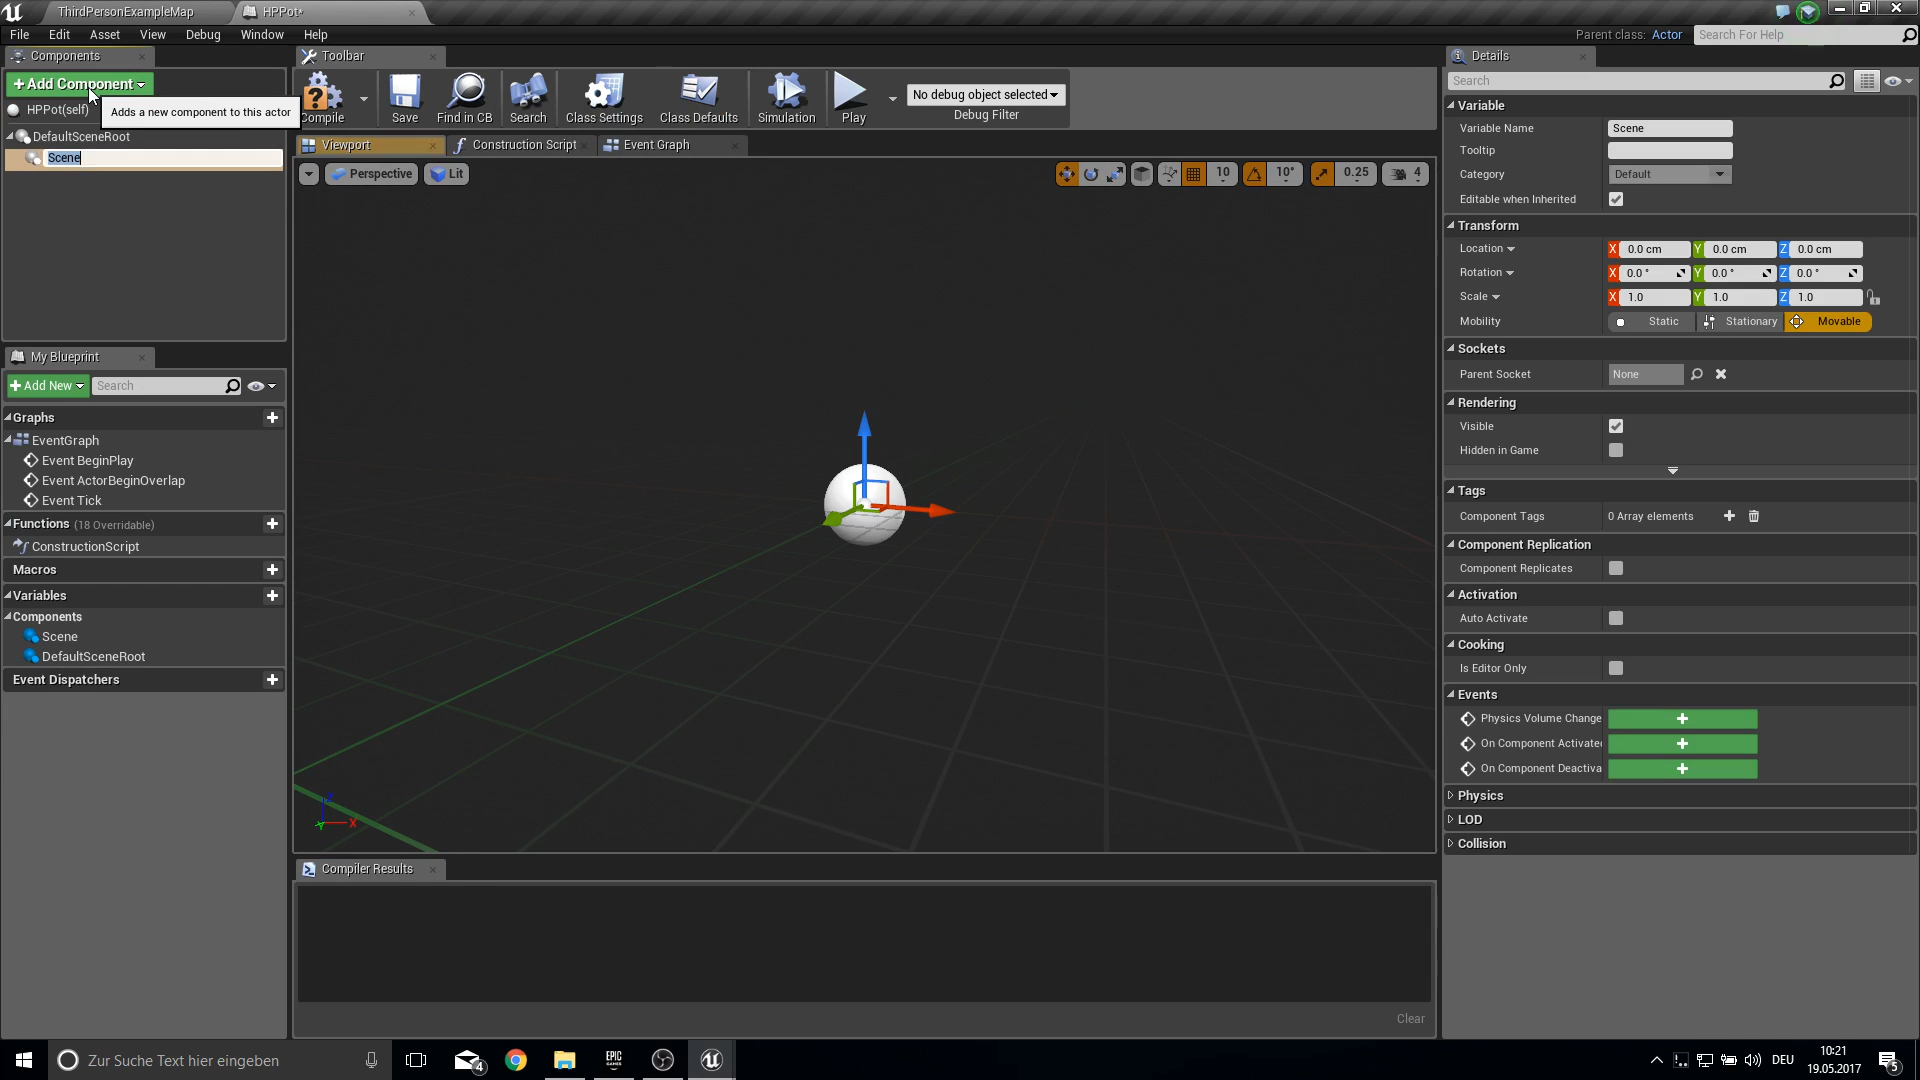 ThirdPersonExampleMap
HPPot*
File Edit Asset View Debug Window Help
Parent class: Actor
Search For Help
Components
+Add Component
Adds a new component to this actor
HPPot(self)
DefaultSceneRoot
Scene
My Blueprint
+Add New
Search
Graphs
EventGraph
Event BeginPlay
Event ActorBeginOverlap
Event Tick
Functions (18 Overridable)
ConstructionScript
Macros
Variables
Components
Scene
DefaultSceneRoot
Event Dispatchers
Toolbar
Compile
Save
Find in CB
Search
Class Settings
Class Defaults
Simulation
Play
No debug object selected
Debug Filter
Viewport
Construction Script
Event Graph
Perspective
Lit
10
10°
0.25
4
Z
X
Y
Compiler Results
Clear
Details
Search
Variable
Variable Name Scene
Tooltip
Category Default
Editable when Inherited
Transform
Location X 0.0 cm Y 0.0 cm Z 0.0 cm
Rotation X 0.0 ° Y 0.0 ° Z 0.0 °
Scale X 1.0 Y 1.0 Z 1.0
Mobility Static Stationary Movable
Sockets
Parent Socket None
Rendering
Visible
Hidden in Game
Tags
Component Tags 0 Array elements
Component Replication
Component Replicates
Activation
Auto Activate
Cooking
Is Editor Only
Events
Physics Volume Change
On Component Activated
On Component Deactiva
Physics
LOD
Collision
Zur Suche Text hier eingeben
4
EPIC
GAMES
DEU
10:21
19.05.2017
5